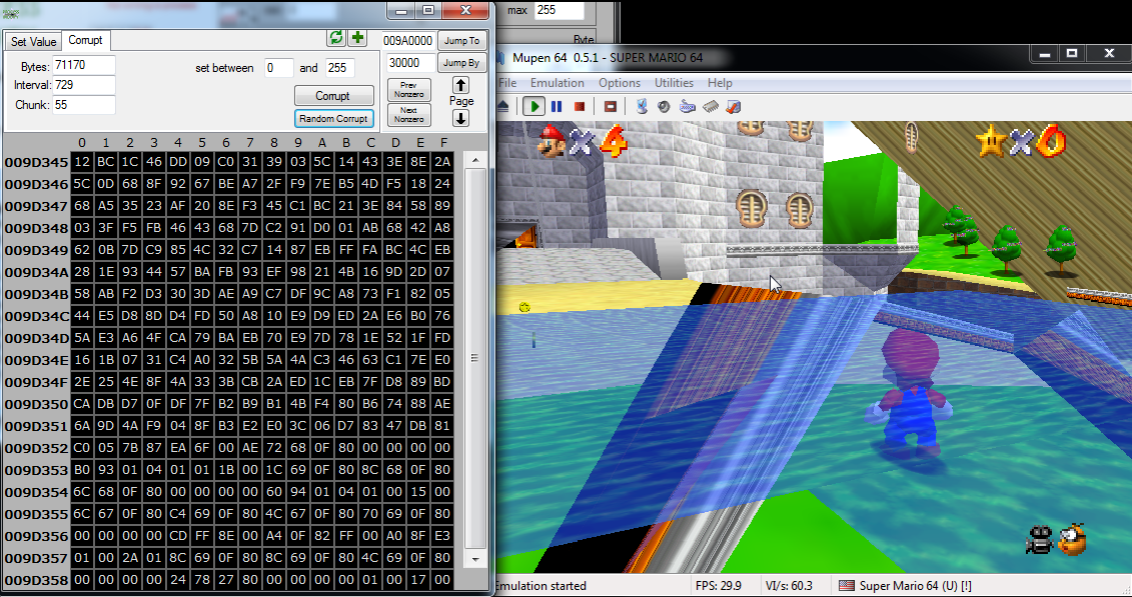 max 255
Byte
Set Value Corrupt
009A0000 Jump To
Bytes: 71170
set between 0 and 255
30000 Jump By
Interval: 729
Chunk: 55
Corrupt
Random Corrupt
Prev Nonzero
Next Nonzero
Page
0 1 2 3 4 5 6 7 8 9 A B C D E F
009D345 12 BC 1C 46 DD 09 C0 31 39 03 5C 14 43 3E 8E 2A
009D346 5C 0D 68 8F 92 67 BE A7 2F F9 7E B5 4D F5 18 24
009D347 68 A5 35 23 AF 20 8E F3 45 C1 BC 21 3E 84 58 89
009D348 03 3F F5 FB 46 43 68 7D C2 91 D0 01 AB 68 42 A8
009D349 62 0B 7D C9 85 4C 32 C7 14 87 EB FF FA BC 4C EB
009D34A 28 1E 93 44 57 BA FB 93 EF 98 21 4B 16 9D 2D 07
009D34B 58 AB F2 D3 30 3D AE A9 C7 DF 9C A8 73 F1 82 05
009D34C 44 E5 D8 8D D4 FD 50 A8 10 E9 D9 ED 2A E6 D5 76
009D34D 5A E3 A6 4F CA 79 BA EB 70 E9 7D 78 1E 52 1F FD
009D34E 16 1B 07 31 C4 A0 32 5B 5A 4A C3 46 63 C1 7E E0
009D34F 2E 25 4E 8F 4A 33 3B CB 2A ED 1C EB 7F D8 89 BD
009D350 CA DB D7 0F DF 7F B2 B9 B1 4B F4 80 B6 74 88 AE
009D351 6A 9D 4A F9 04 8F B3 E2 E0 3C 06 D7 83 47 DB 81
009D352 C0 05 7B 87 EA 6F 00 AE 72 68 0F 80 00 00 00 00
009D353 B0 93 01 04 01 01 1B 00 1C 69 0F 80 8C 68 0F 80
009D354 6C 68 0F 80 00 00 00 00 60 94 01 04 01 00 15 00
009D355 6C 67 0F 80 C4 69 0F 80 4C 67 0F 80 70 69 0F 80
009D356 00 00 00 00 CD FF 8E 00 A4 0F 82 FF 00 A0 8F E3
009D357 01 00 2A 01 8C 69 0F 80 8C 69 0F 80 4C 69 0F 80
009D358 00 00 00 00 24 78 27 80 00 00 00 00 01 00 17 00
Mupen 64 0.5.1 - SUPER MARIO 64
File Emulation Options Utilities Help
4
6
Emulation started FPS: 29.9 VI/s: 60.3 Super Mario 64 (U) [!]